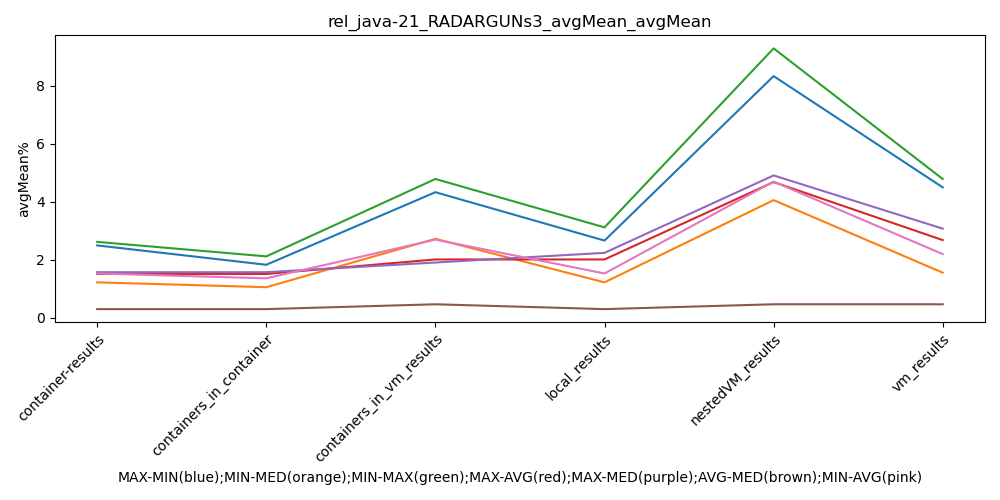 rel_java-21_RADARGUNs3_avgMean_avgMean
avgMean%
8
6
4
2
0
container-results
containers_in_container
containers_in_vm_results
local_results
nestedVM_results
vm_results
MAX-MIN(blue);MIN-MED(orange);MIN-MAX(green);MAX-AVG(red);MAX-MED(purple);AVG-MED(brown);MIN-AVG(pink)